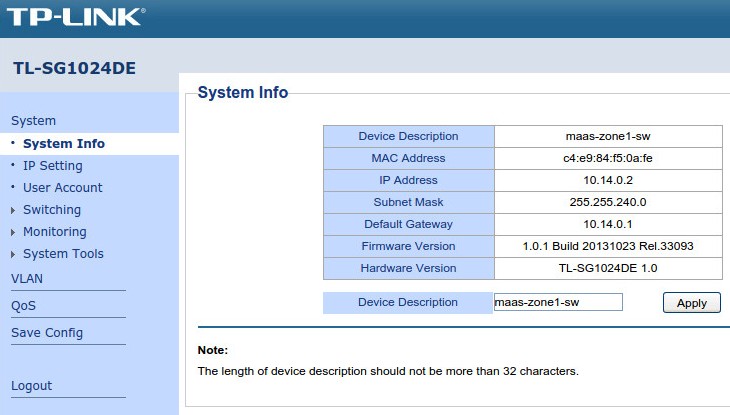 TP-LINK®
TL-SG1024DE
System
System Info
IP Setting
User Account
Switching
Monitoring
System Tools
VLAN
QoS
Save Config
Logout
System Info
Device Description maas-zone1-sw
MAC Address c4:e9:84:f5:0a:fe
IP Address 10.14.0.2
Subnet Mask 255.255.240.0
Default Gateway 10.14.0.1
Firmware Version 1.0.1 Build 20131023 Rel.33093
Hardware Version TL-SG1024DE 1.0
Device Description maas-zone1-sw Apply
Note:
The length of device description should not be more than 32 characters.